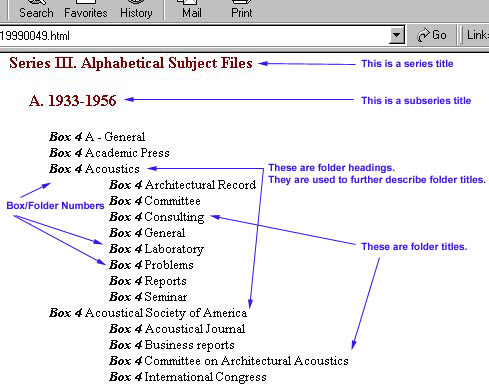 Search Favorites History Mail Print
19990049.html Go Link
Series III. Alphabetical Subject Files This is a series title
A. 1933-1956 This is a subseries title
Box 4 A - General
Box 4 Academic Press
Box 4 Acoustics These are folder headings.
They are used to further describe folder titles.
Box 4 Architectural Record
Box 4 Committee
Box/Folder Numbers
Box 4 Consulting
Box 4 General
Box 4 Laboratory These are folder titles.
Box 4 Problems
Box 4 Reports
Box 4 Seminar
Box 4 Acoustical Society of America
Box 4 Acoustical Journal
Box 4 Business reports
Box 4 Committee on Architectural Acoustics
Box 4 International Congress